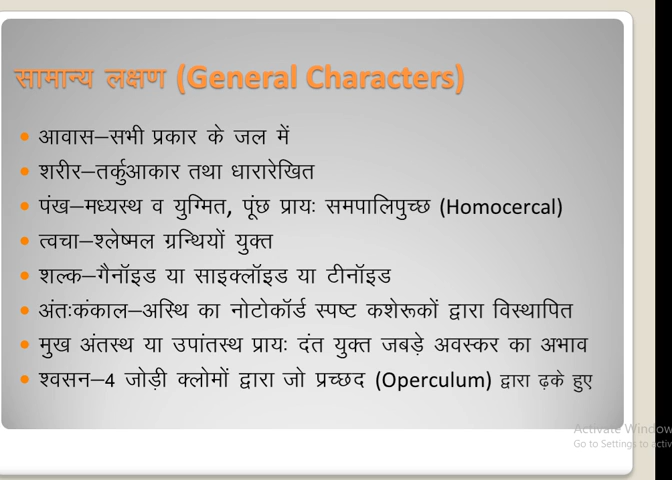 सामान्य लक्षण (General Characters)
आवास–सभी प्रकार के जल में
शरीर–तर्कुआकार तथा धारारेखित
पंख–मध्यस्थ व युग्मित, पूंछ प्रायः समपालिपुच्छ (Homocercal)
त्वचा–श्लेष्मल ग्रन्थियों युक्त
शल्क–गैनॉइड या साइक्लॉइड या टीनॉइड
अंतःकंकाल–अस्थि का नोटोकॉर्ड स्पष्ट कशेरूकों द्वारा विस्थापित
मुख अंतस्थ या उपांतस्थ प्रायः दंत युक्त जबड़े अवस्कर का अभाव
श्वसन–4 जोड़ी क्लोमों द्वारा जो प्रच्छद (Operculum) द्वारा ढ़के हुए
Activate Window
Go to Settings to activ